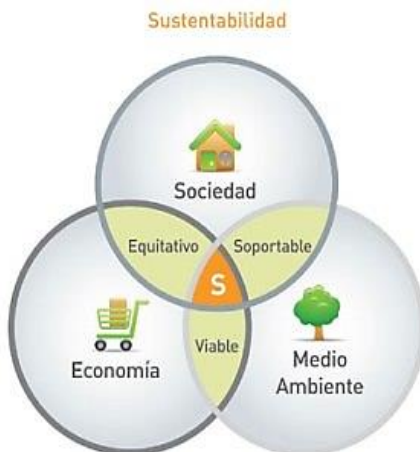 Sustentabilidad
Sociedad
Equitativo
Soportable
S
Viable
Economía
Medio
Ambiente